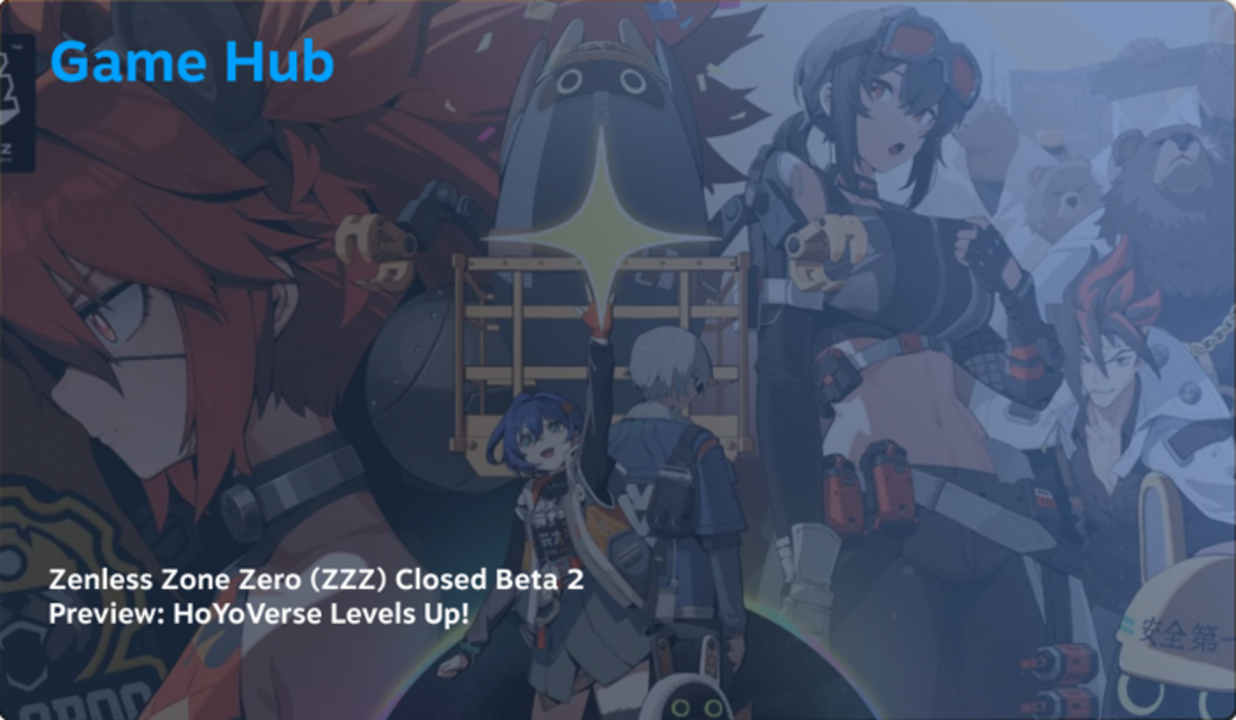 Game Hub
Zenless Zone Zero (ZZZ) Closed Beta 2
Preview: HoYoVerse Levels Up!
安全第一